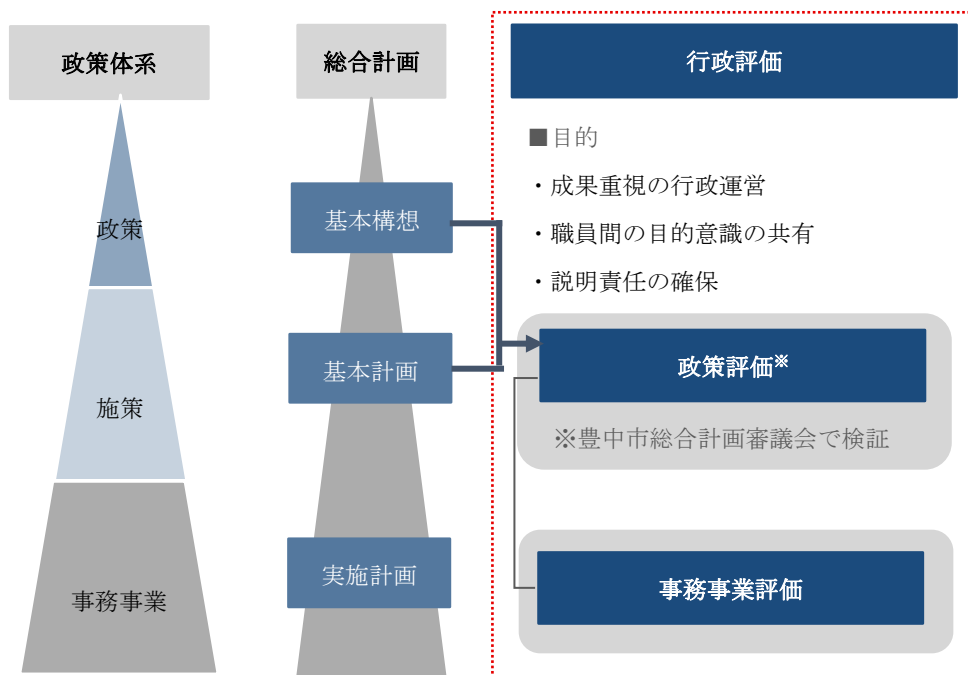 政策体系
政策
施策
事務事業
総合計画
基本構想
基本計画
実施計画
行政評価
■目的
・成果重視の行政運営
・職員間の目的意識の共有
・説明責任の確保
政策評価※
※豊中市総合計画審議会で検証
事務事業評価